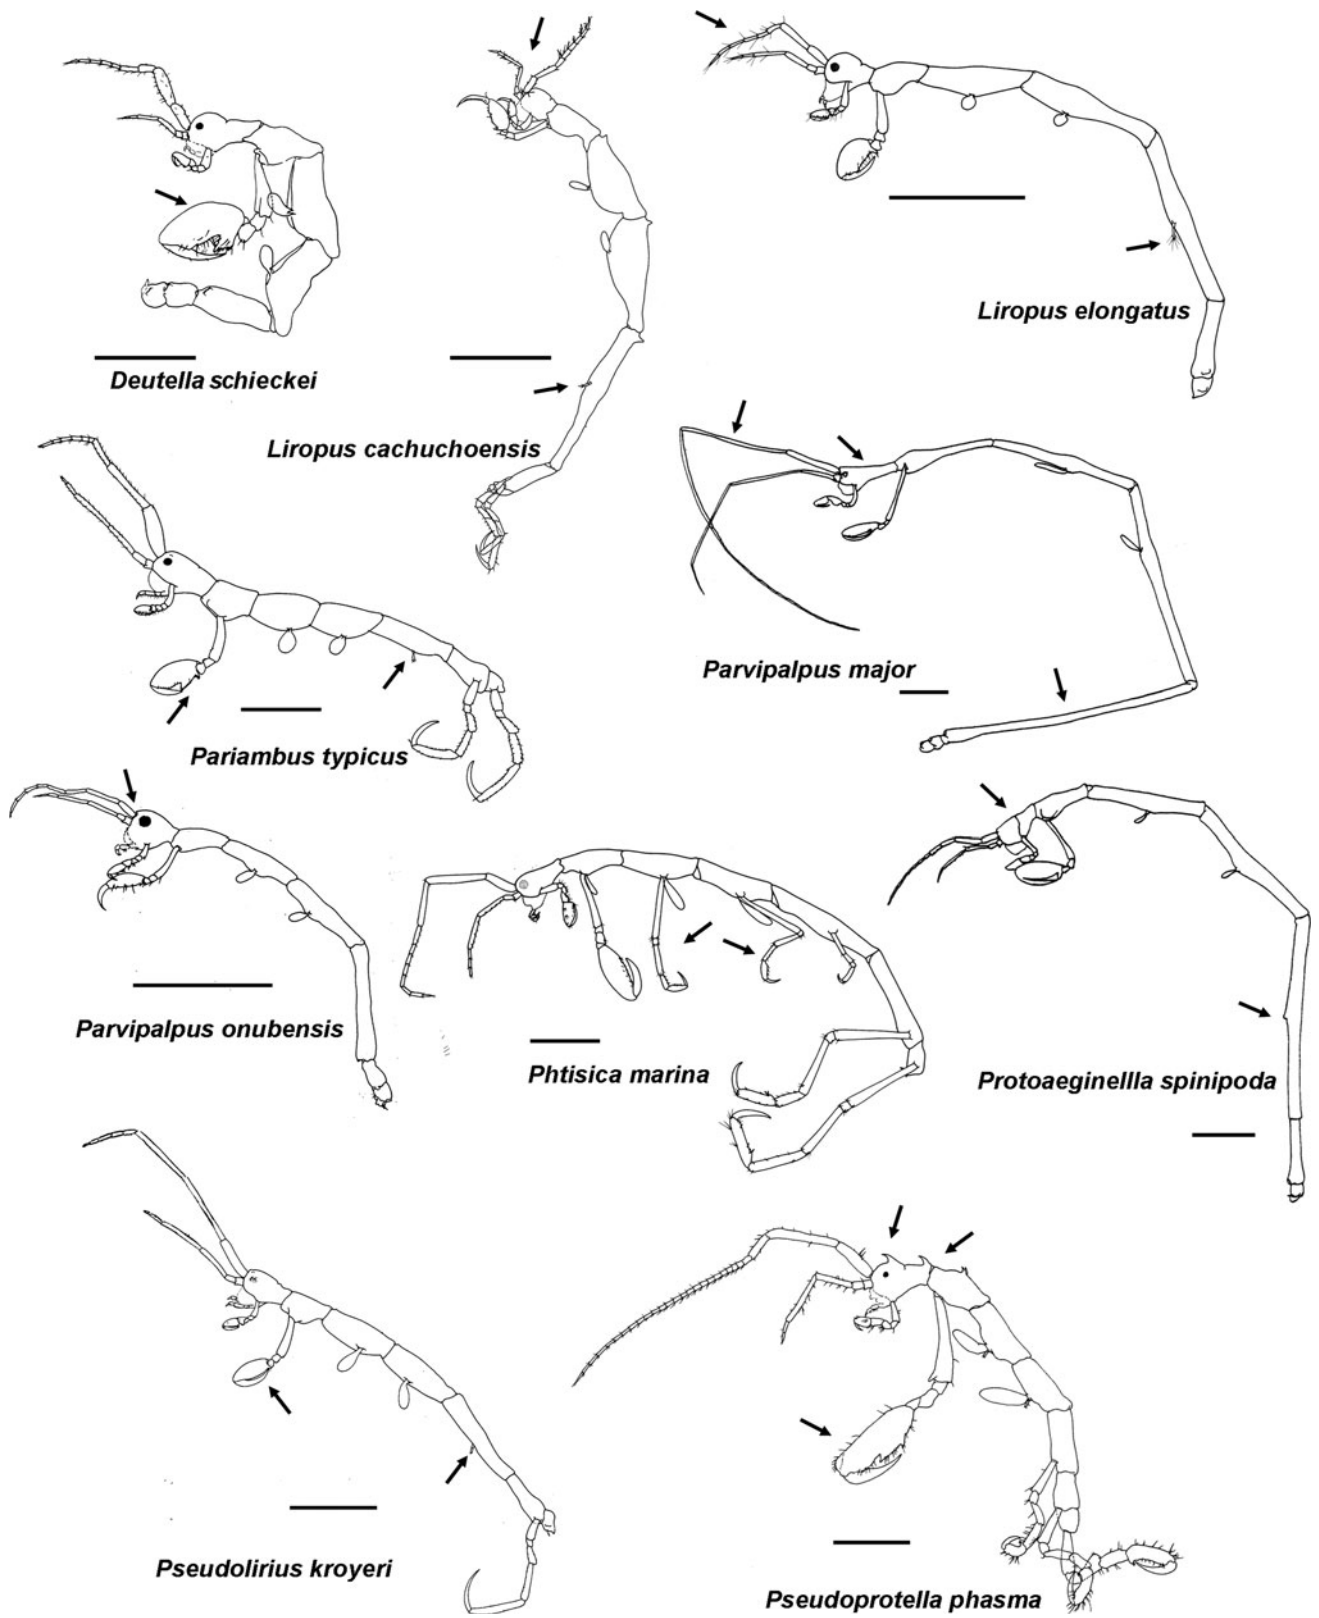 Deutella schieckei
Liropus cachuchoensis
Liropus elongatus
Pariambus typicus
Parvipalpus major
Parvipalpus onubensis
Phtisica marina
Protoaeginellla spinipoda
Pseudolirius kroyeri
Pseudoprotella phasma